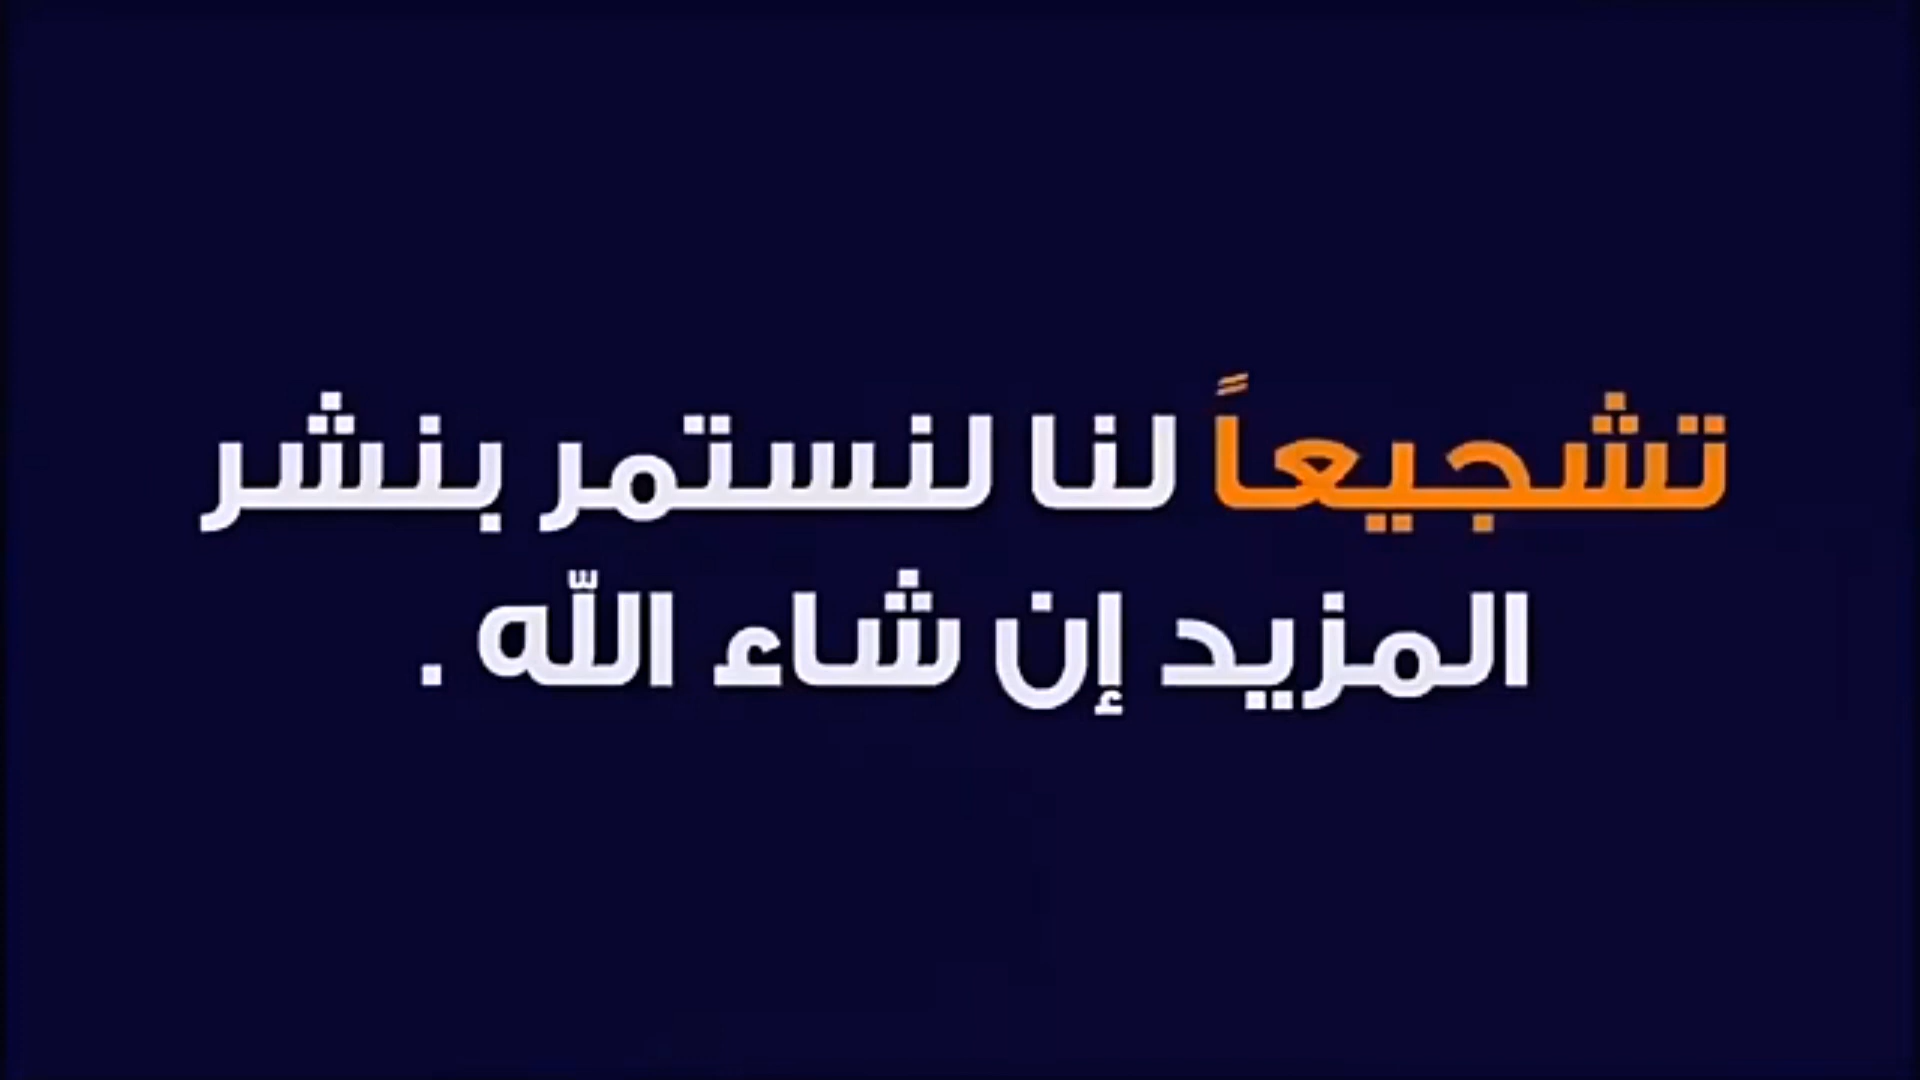 تشجيعاً لنا لنستمر بنشر
المزيد إن شاء الله .